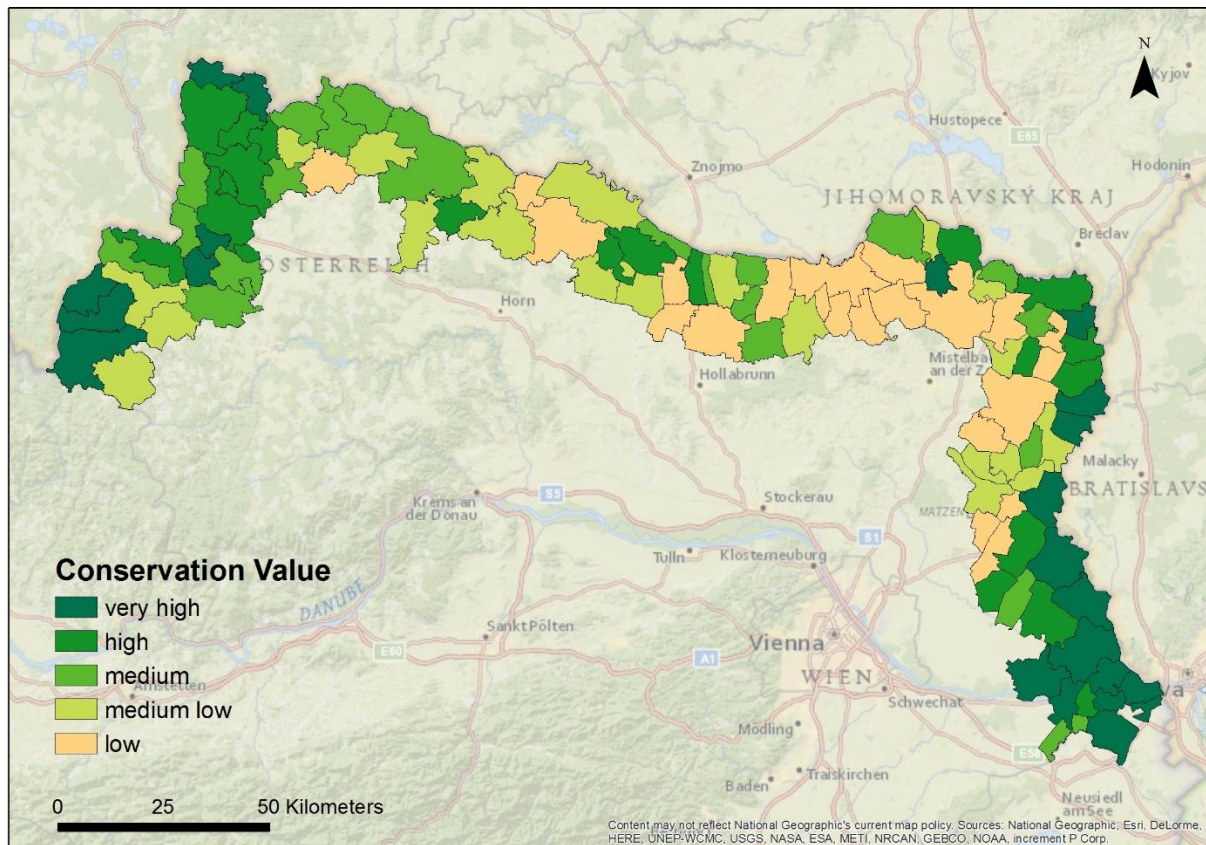 N
Kyjov
Hustopece
E65
Hodonín
Znojmo
JIHOMORAVSKÝ KRAJ
Břeclav
ÖSTERREICH
Horn
Mistelba
an der Z
Hollabrunn
Malacky
BRATISLAVS
Krems an
der Donau
S5
Stockerau
MATZEN
S1
Tulln
Klosterneuburg
Conservation Value
very high
high
medium
medium low
low
DANUBE
Sankt Pölten
E60
Amstetten
A1
Vienna
WIEN
Schwechat
va
Mödling
E58
Baden
Traiskirchen
Neusiedl
am See
0 25 50 Kilometers
Content may not reflect National Geographic's current map policy. Sources: National Geographic, Esri, DeLorme,
HERE, UNEP-WCMC, USGS, NASA, ESA, METI, NRCAN, GEBCO, NOAA, increment P Corp.